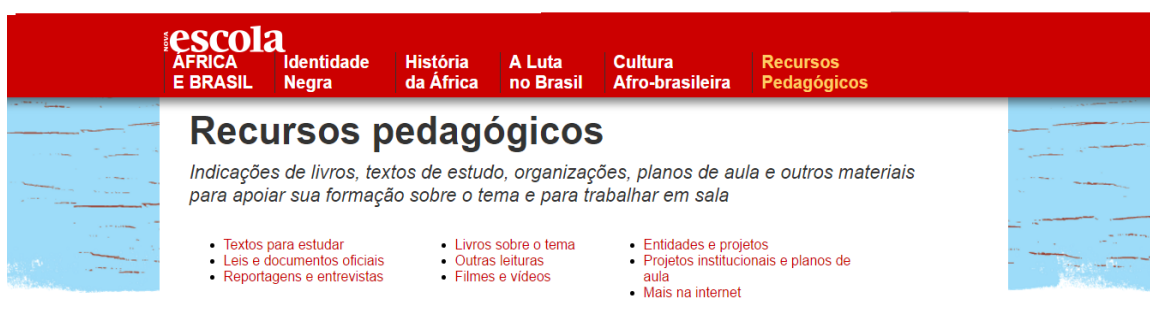 NOVA escola
ÁFRICA E BRASIL
Identidade Negra
História da África
A Luta no Brasil
Cultura Afro-brasileira
Recursos Pedagógicos
Recursos pedagógicos
Indicações de livros, textos de estudo, organizações, planos de aula e outros materiais
para apoiar sua formação sobre o tema e para trabalhar em sala
Textos para estudar
Leis e documentos oficiais
Reportagens e entrevistas
Livros sobre o tema
Outras leituras
Filmes e vídeos
Entidades e projetos
Projetos institucionais e planos de
aula
Mais na internet